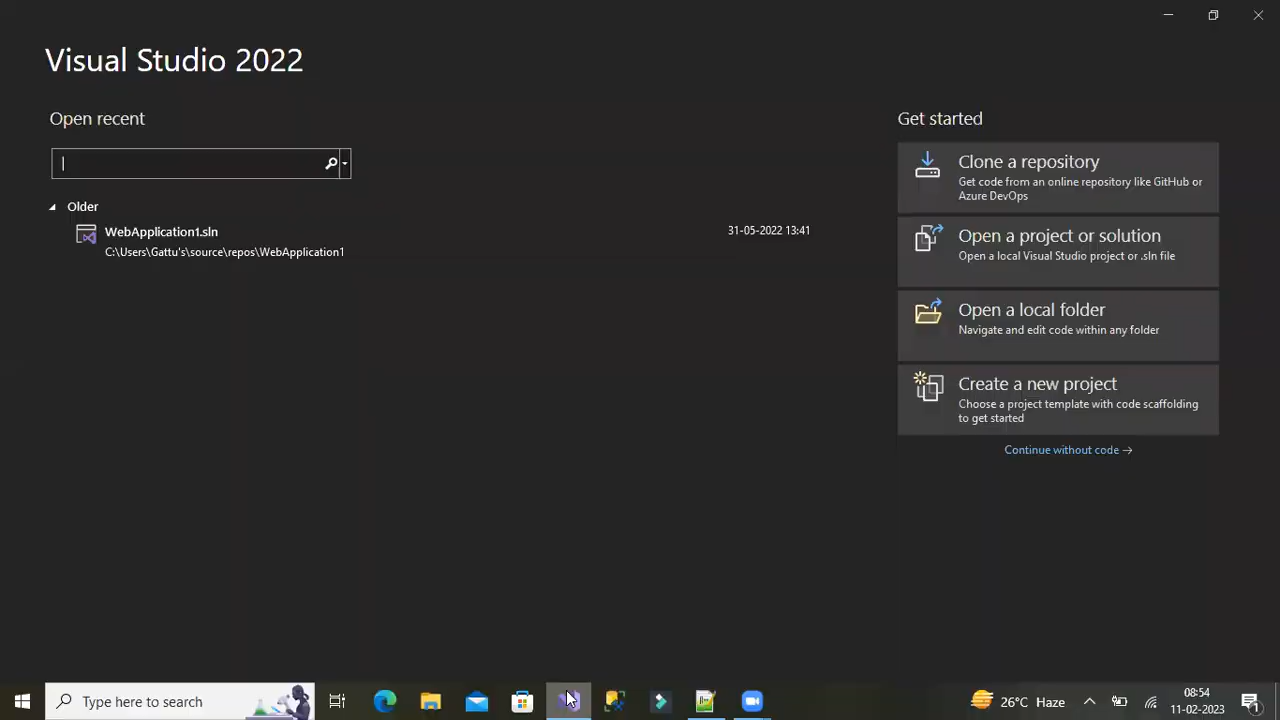 Visual Studio 2022
Open recent
Get started
Older
WebApplication1.sln
31-05-2022 13:41
C:\Users\Gattu's\source\repos\WebApplication1
Clone a repository
Get code from an online repository like GitHub or
Azure DevOps
Open a project or solution
Open a local Visual Studio project or .sln file
Open a local folder
Navigate and edit code within any folder
Create a new project
Choose a project template with code scaffolding
to get started
Continue without code →
Type here to search
26°C Haze
08:54
11-02-2023
1